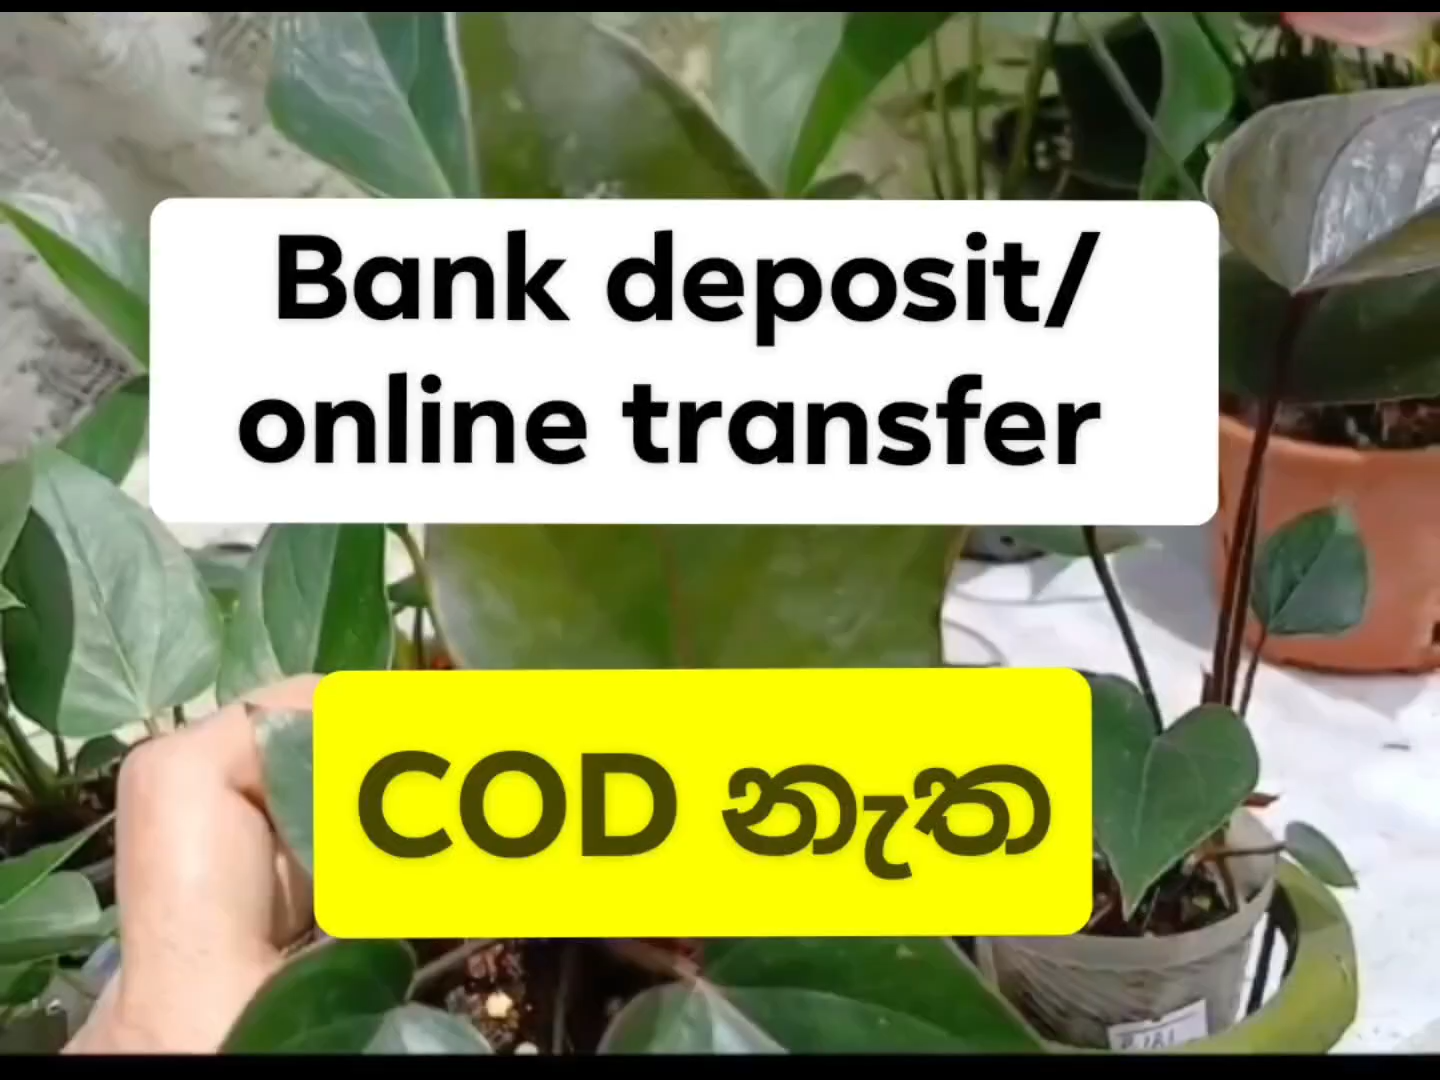 Bank deposit/
online transfer
COD නැත